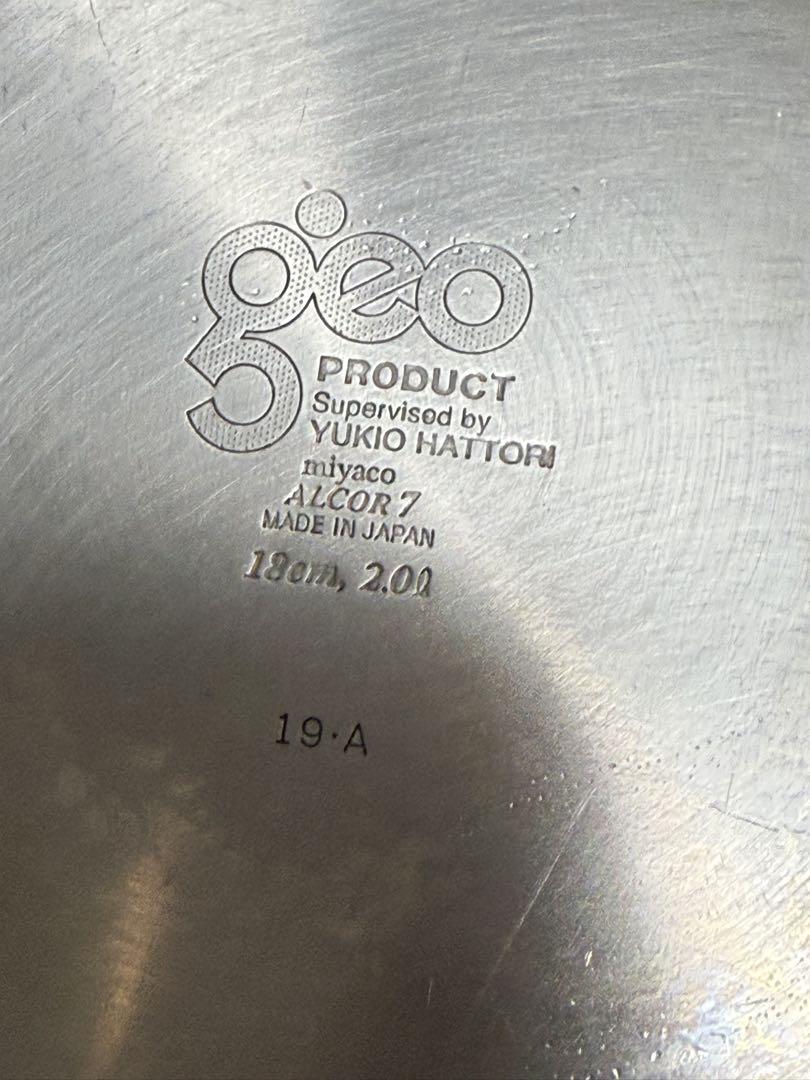 geo
PRODUCT
Supervised by
YUKIO HATTORI
miyaco
ALCOR 7
MADE IN JAPAN
18cm, 2.0ℓ
19·A